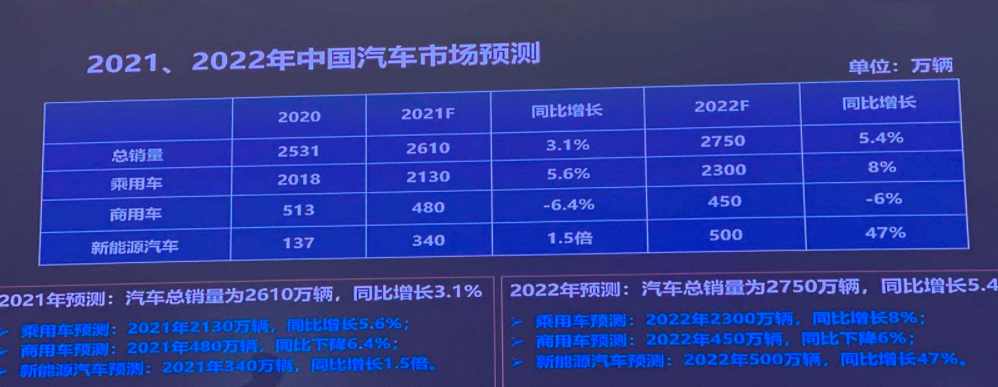 2021、2022年中国汽车市场预测
单位：万辆
2020 2021F 同比增长 2022F 同比增长
总销量 2531 2610 3.1% 2750 5.4%
乘用车 2018 2130 5.6% 2300 8%
商用车 513 480 -6.4% 450 -6%
新能源汽车 137 340 1.5倍 500 47%
2021年预测：汽车总销量为2610万辆，同比增长3.1%
乘用车预测：2021年2130万辆，同比增长5.6%；
商用车预测：2021年480万辆，同比下降6.4%；
新能源汽车预测：2021年340万辆，同比增长1.5倍。
2022年预测：汽车总销量为2750万辆，同比增长5.4
乘用车预测：2022年2300万辆，同比增长8%；
商用车预测：2022年450万辆，同比下降6%；
新能源汽车预测：2022年500万辆，同比增长47%。